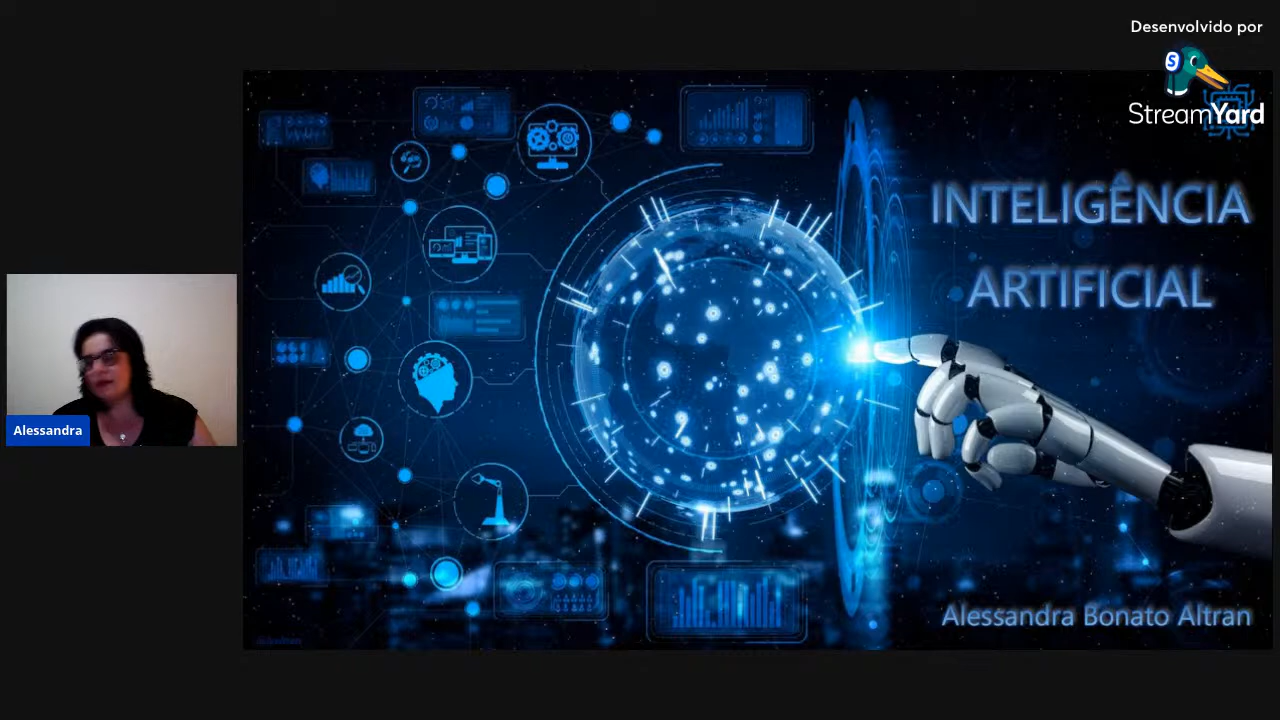 Desenvolvido por
StreamYard
INTELIGÊNCIA
ARTIFICIAL
Alessandra
Alessandra Bonato Altran